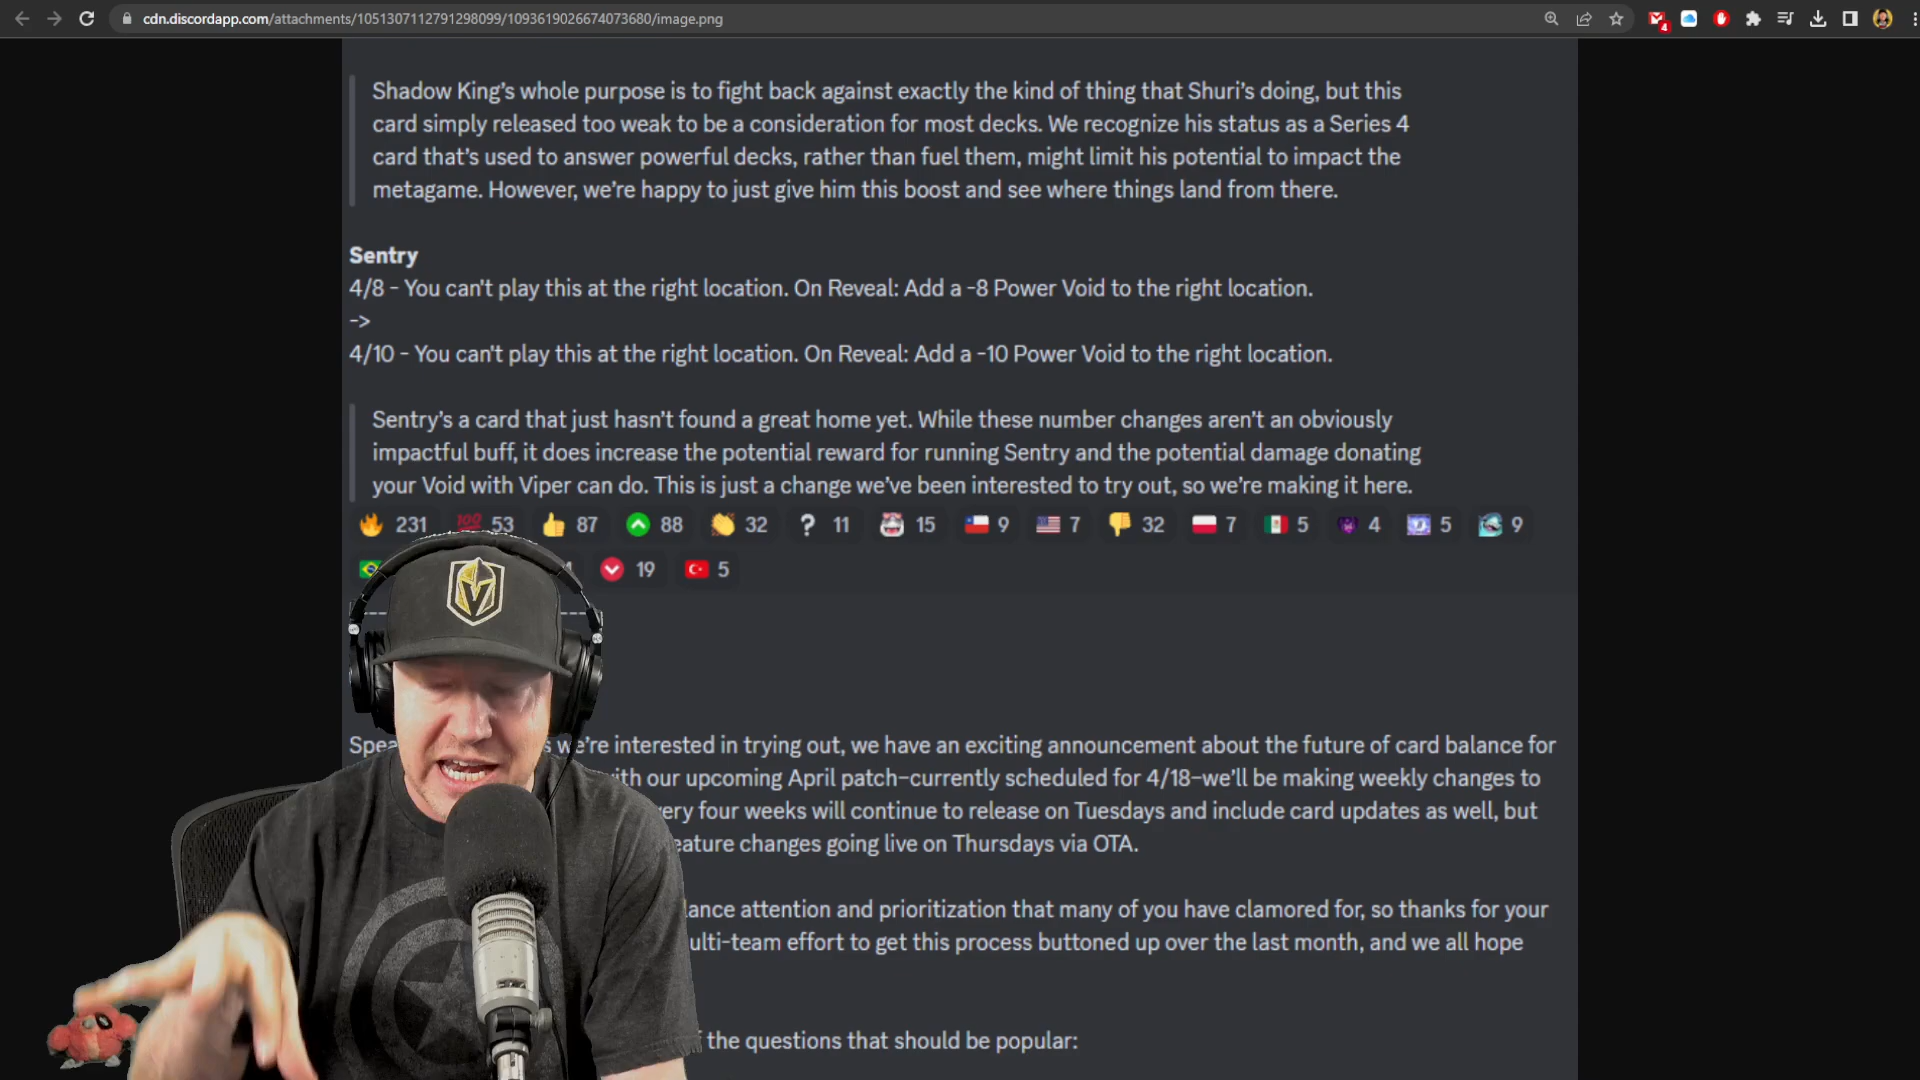 cdn.discordapp.com/attachments/1051307112791298099/1093619026674073680/image.png
4
Shadow King's whole purpose is to fight back against exactly the kind of thing that Shuri's doing, but this
card simply released too weak to be a consideration for most decks. We recognize his status as a Series 4
card that's used to answer powerful decks, rather than fuel them, might limit his potential to impact the
metagame. However, we're happy to just give him this boost and see where things land from there.
Sentry
4/8 - You can't play this at the right location. On Reveal: Add a -8 Power Void to the right location.
->
4/10 - You can't play this at the right location. On Reveal: Add a -10 Power Void to the right location.
Sentry's a card that just hasn't found a great home yet. While these number changes aren't an obviously
impactful buff, it does increase the potential reward for running Sentry and the potential damage donating
your Void with Viper can do. This is just a change we've been interested to try out, so we're making it here.
231 100 53 87 88 32 ? 11 15 9 7 32 7 5 4 5 9
19 5
we're interested in trying out, we have an exciting announcement about the future of card balance for
with our upcoming April patch–currently scheduled for 4/18–we'll be making weekly changes to
four weeks will continue to release on Tuesdays and include card updates as well, but
changes going live on Thursdays via OTA.
attention and prioritization that many of you have clamored for, so thanks for your
effort to get this process buttoned up over the last month, and we all hope
the questions that should be popular: